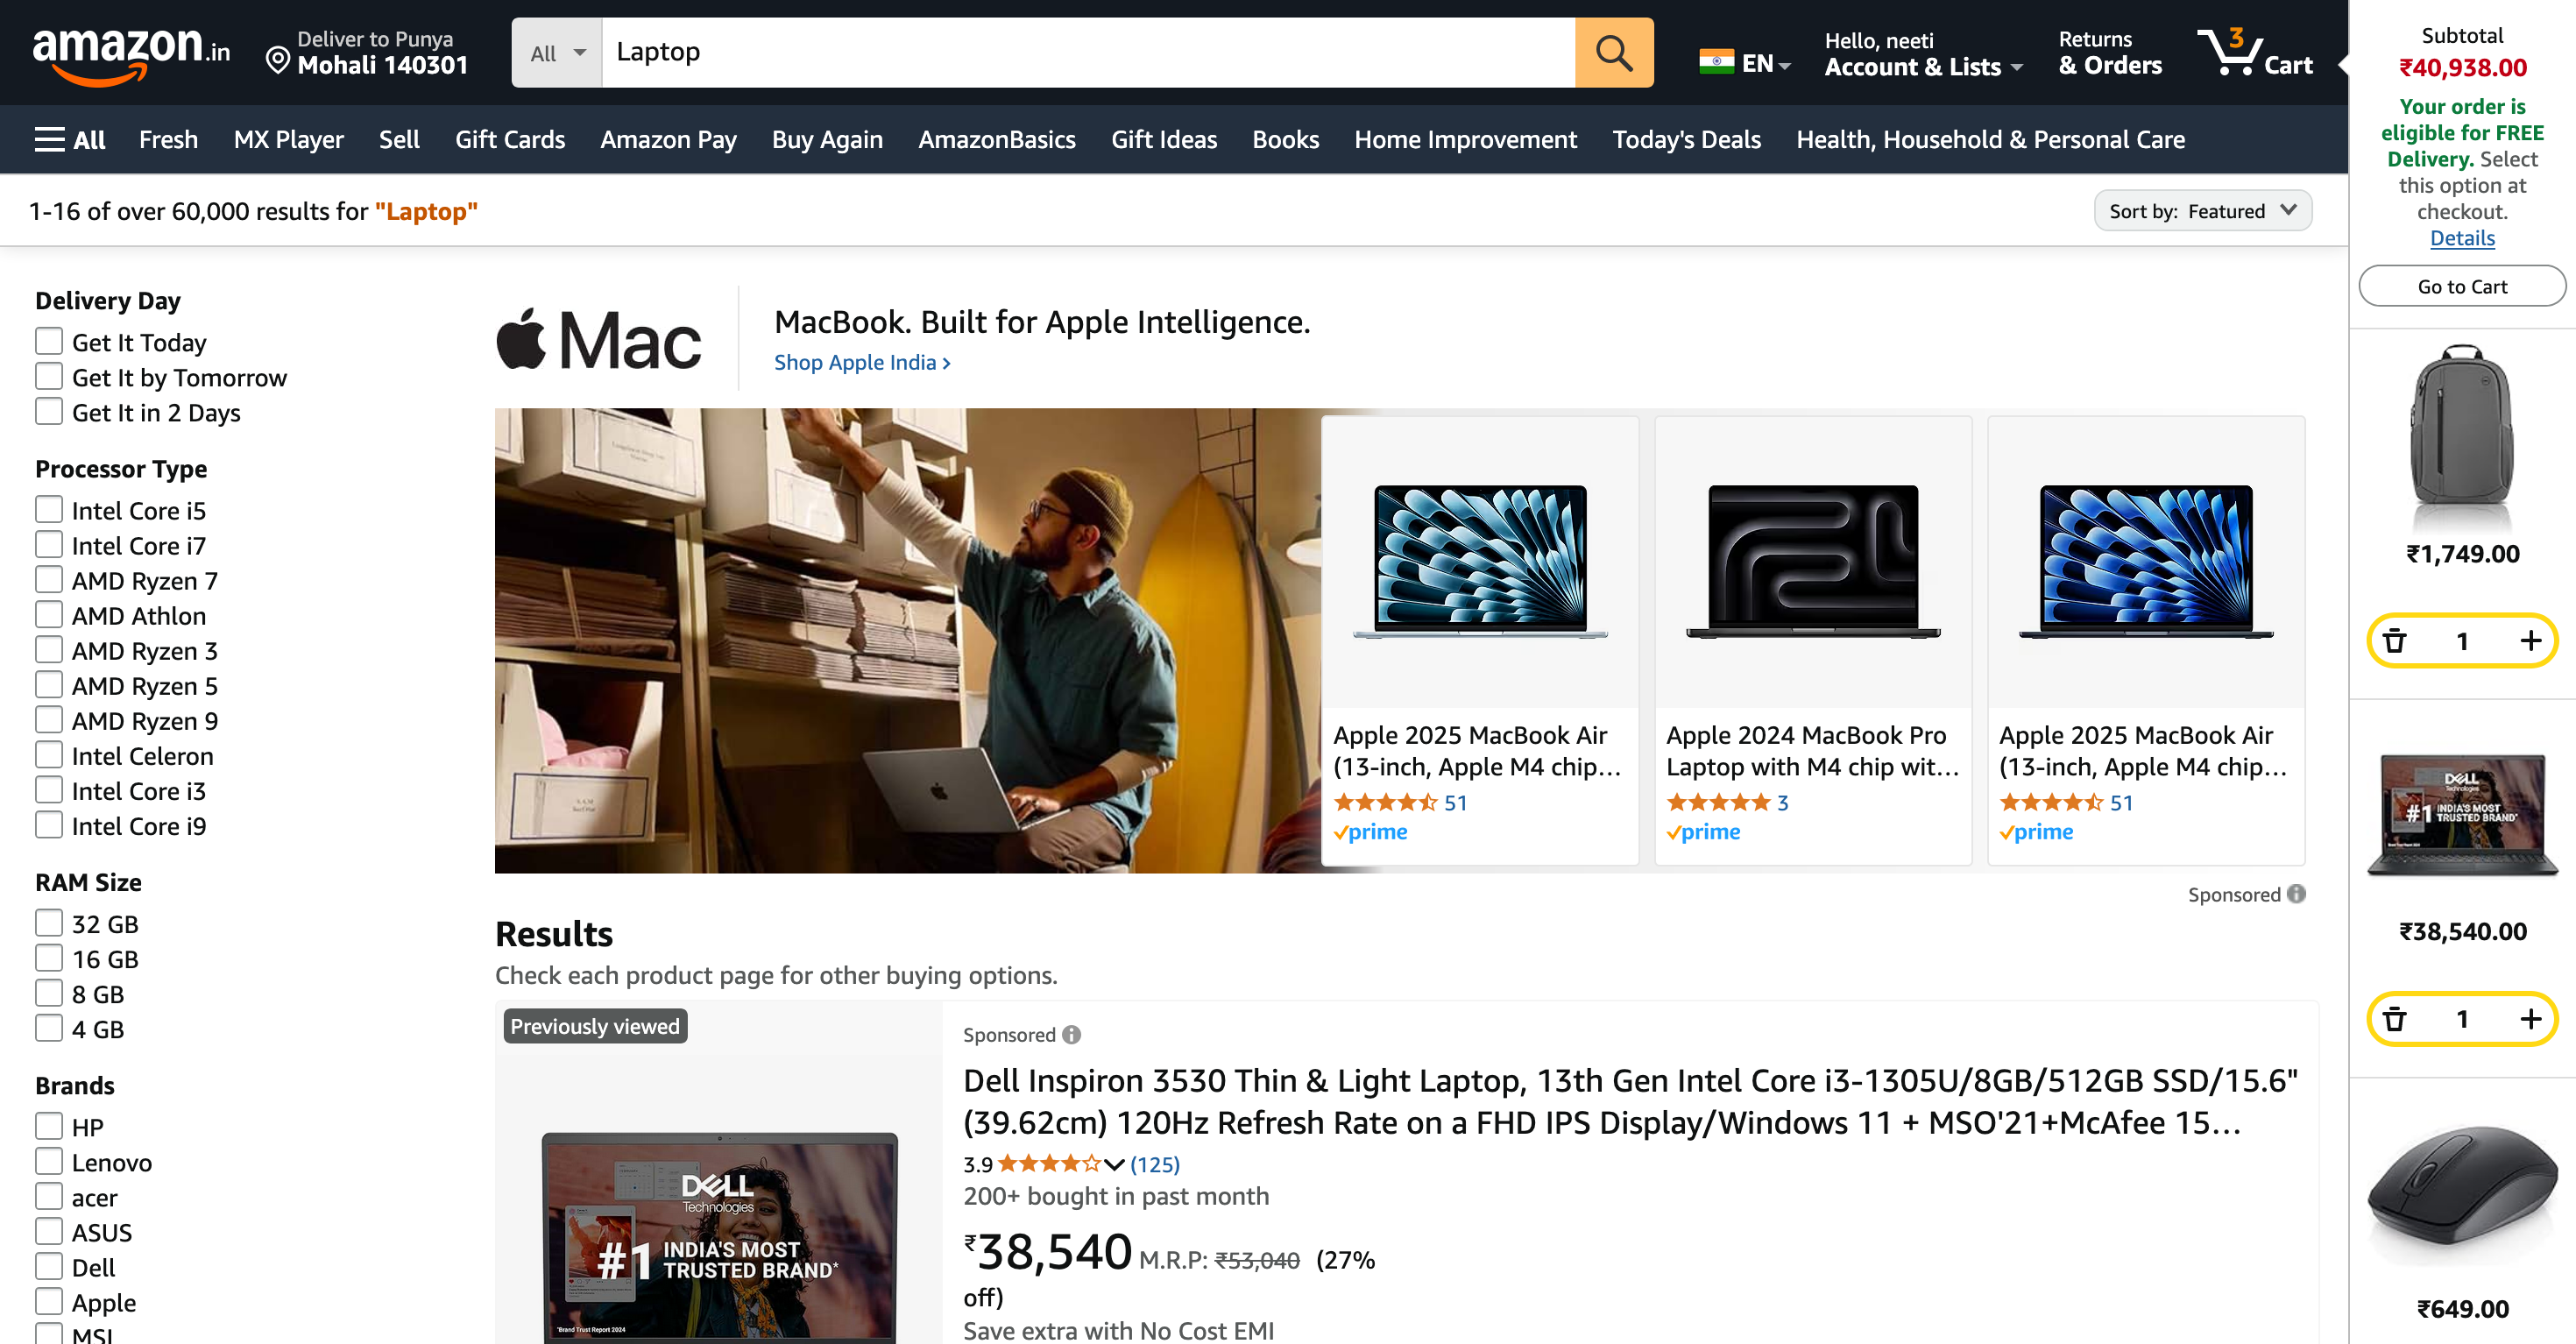 amazon.in
Deliver to Punya
Mohali 140301
All
Laptop
EN
Hello, neeti
Account & Lists
Returns
& Orders
3
Cart
All
Fresh
MX Player
Sell
Gift Cards
Amazon Pay
Buy Again
AmazonBasics
Gift Ideas
Books
Home Improvement
Today's Deals
Health, Household & Personal Care
1-16 of over 60,000 results for "Laptop"
Sort by: Featured
Delivery Day
Get It Today
Get It by Tomorrow
Get It in 2 Days
Processor Type
Intel Core i5
Intel Core i7
AMD Ryzen 7
AMD Athlon
AMD Ryzen 3
AMD Ryzen 5
AMD Ryzen 9
Intel Celeron
Intel Core i3
Intel Core i9
RAM Size
32 GB
16 GB
8 GB
4 GB
Brands
HP
Lenovo
acer
ASUS
Dell
Apple
MSI
Mac
MacBook. Built for Apple Intelligence.
Shop Apple India ›
Apple 2025 MacBook Air
(13-inch, Apple M4 chip…
51
prime
Apple 2024 MacBook Pro
Laptop with M4 chip wit…
3
prime
Apple 2025 MacBook Air
(13-inch, Apple M4 chip…
51
prime
Sponsored
Results
Check each product page for other buying options.
Previously viewed
DELL
Technologies
#1 INDIA'S MOST
TRUSTED BRAND*
*Brand Trust Report 2024
Sponsored
Dell Inspiron 3530 Thin & Light Laptop, 13th Gen Intel Core i3-1305U/8GB/512GB SSD/15.6"
(39.62cm) 120Hz Refresh Rate on a FHD IPS Display/Windows 11 + MSO'21+McAfee 15…
3.9 (125)
200+ bought in past month
₹38,540 M.R.P: ₹53,040 (27%
off)
Save extra with No Cost EMI
Subtotal
₹40,938.00
Your order is
eligible for FREE
Delivery. Select
this option at
checkout.
Details
Go to Cart
₹1,749.00
1
DELL
Technologies
#1 INDIA'S MOST
TRUSTED BRAND*
₹38,540.00
1
₹649.00